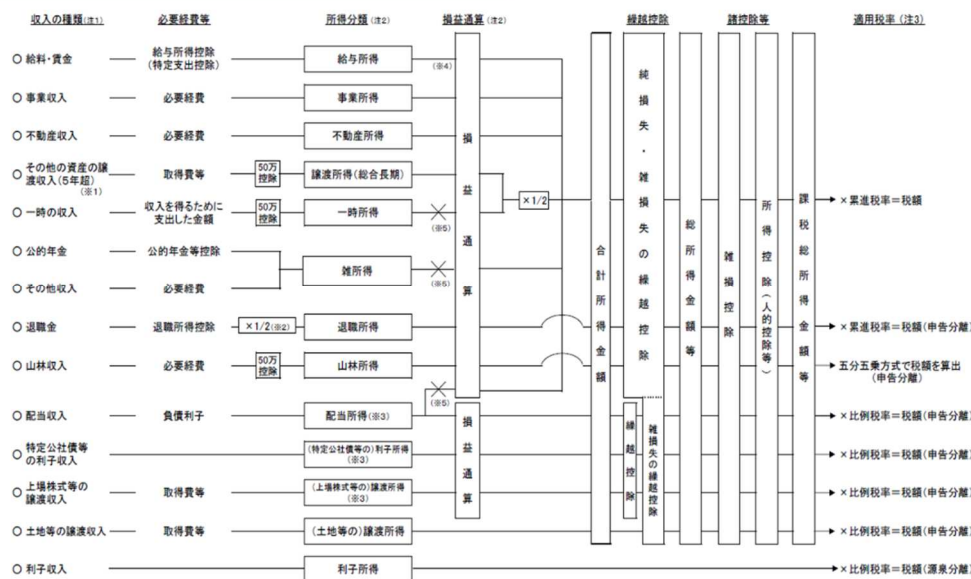 収入の種類(注1) 必要経費等 所得分類(注2) 損益通算(注2) 繰越控除 諸控除等 適用税率(注3)
○ 給料・賃金 給与所得控除 (特定支出控除) 給与所得 (※4)
○ 事業収入 必要経費 事業所得
○ 不動産収入 必要経費 不動産所得
○ その他の資産の譲渡収入(5年超) (※1) 取得費等 50万控除 譲渡所得(総合長期)
×1/2 ×累進税率=税額
○ 一時の収入 収入を得るために支出した金額 50万控除 一時所得 (※5)
○ 公的年金 公的年金等控除
雑所得 (※6)
○ その他収入 必要経費
○ 退職金 退職所得控除 ×1/2(※2) 退職所得 ×累進税率=税額(申告分離)
○ 山林収入 必要経費 50万控除 山林所得 五分五乗方式で税額を算出
(申告分離)
(※5)
○ 配当収入 負債利子 配当所得(※3) ×比例税率=税額(申告分離)
○ 特定公社債等の利子収入 (特定公社債等の)利子所得 (※3) ×比例税率=税額(申告分離)
○ 上場株式等の譲渡収入 取得費等 (上場株式等の)譲渡所得 (※3) ×比例税率=税額(申告分離)
○ 土地等の譲渡収入 取得費等 (土地等の)譲渡所得 ×比例税率=税額(申告分離)
○ 利子収入 利子所得 ×比例税率=税額(源泉分離)
損益通算
損益通算
合計所得金額
純損失・雑損失の繰越控除
繰越控除
雑損失の繰越控除
総所得金額等
雑損控除
所得控除(人的控除等)
課税総所得金額等